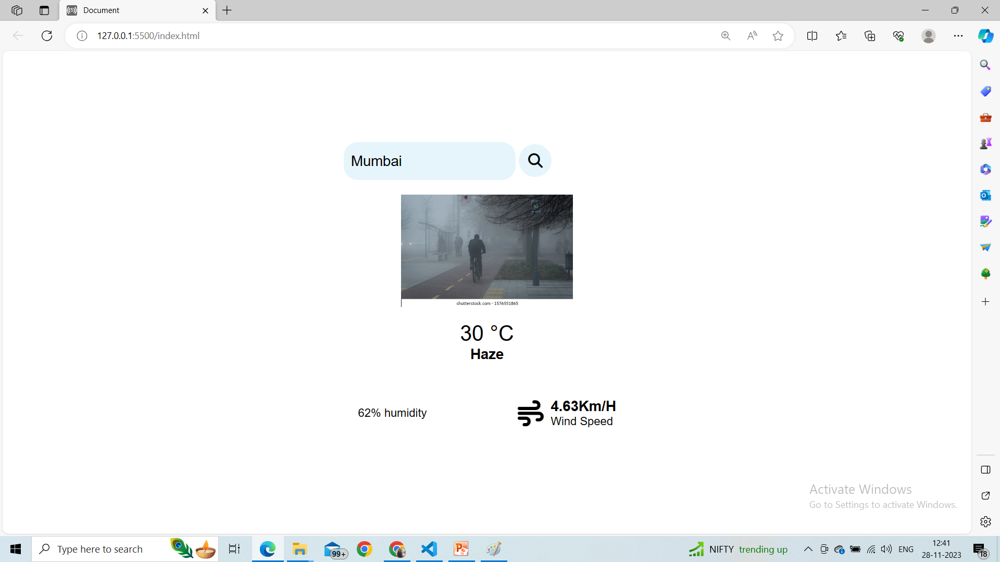 Document
127.0.0.1:5500/index.html
Mumbai
shutterstock.com · 1576551865
30 °C
Haze
62% humidity
4.63Km/H
Wind Speed
Activate Windows
Go to Settings to activate Windows.
Type here to search
99+
NIFTY trending up
ENG
12:41
28-11-2023
18